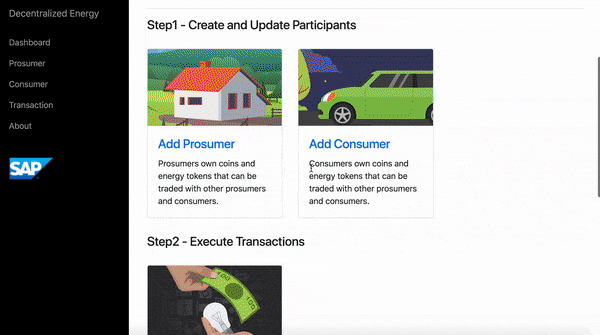 Decentralized Energy
Dashboard
Prosumer
Consumer
Transaction
About
SAP
Step1 - Create and Update Participants
Add Prosumer
Prosumers own coins and
energy tokens that can be
traded with other prosumers
and consumers.
Add Consumer
Consumers own coins and
energy tokens that can be
traded with other prosumers
and consumers.
Step2 - Execute Transactions